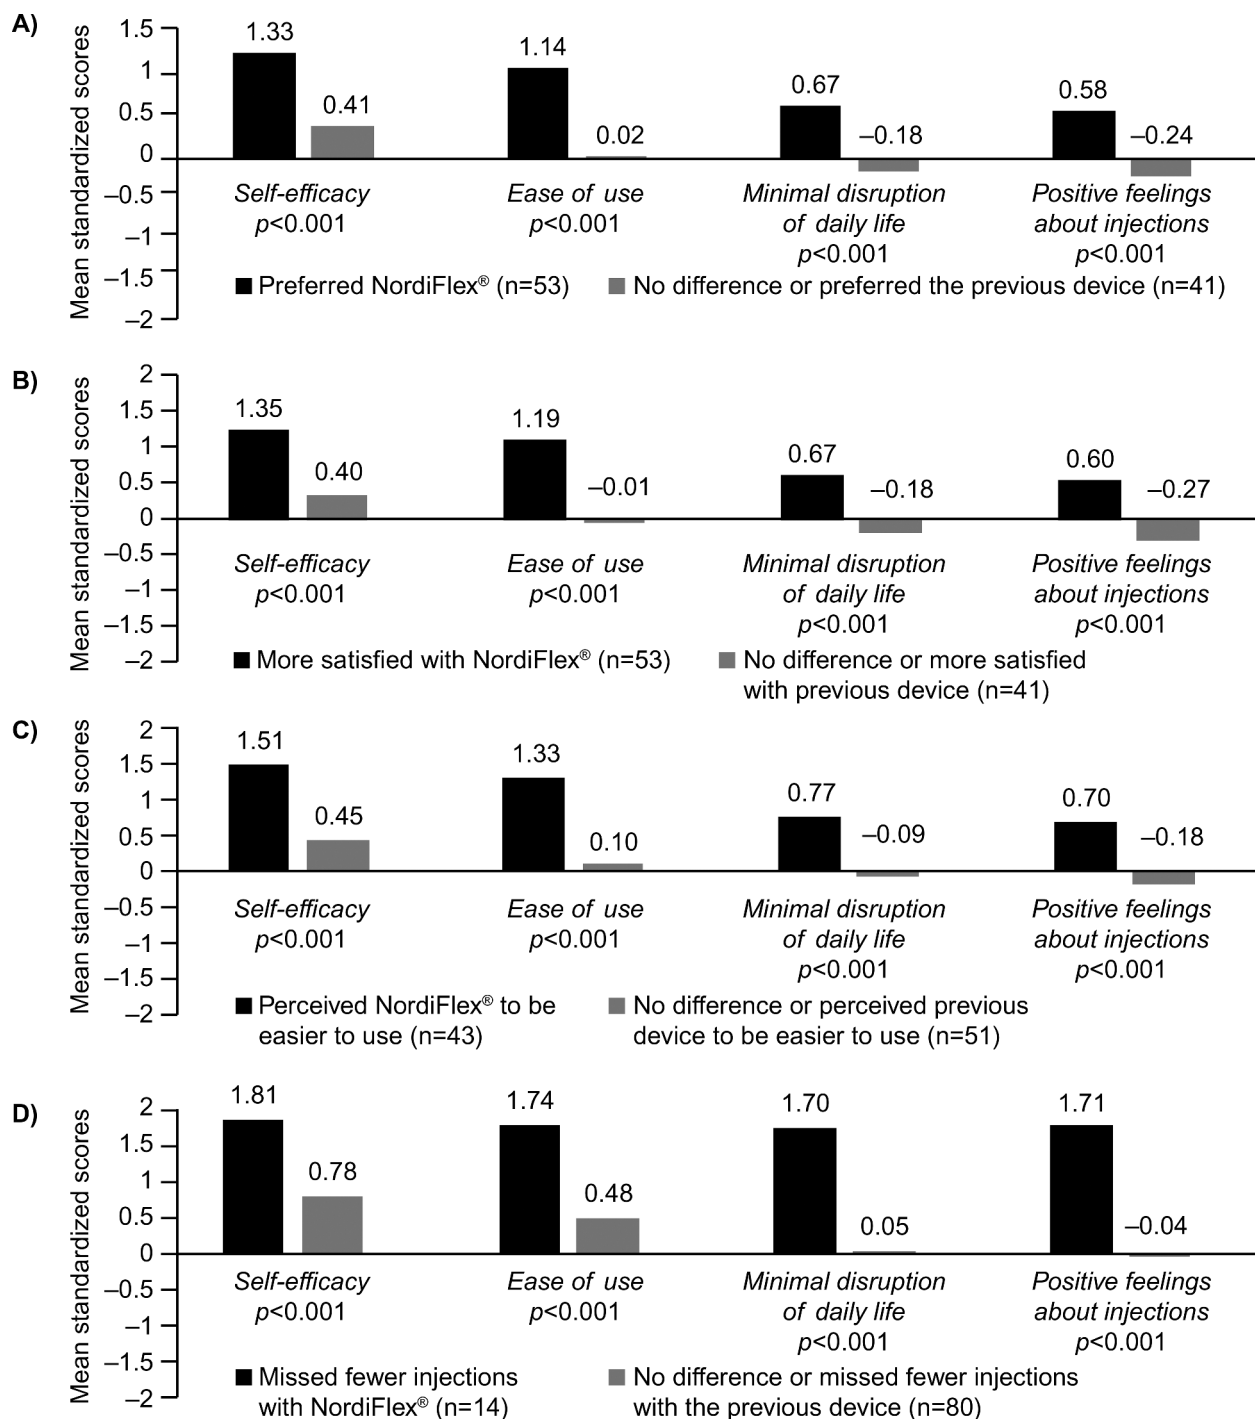 A)
Mean standardized scores
1.5
1
0.5
0
–0.5
–1
–1.5
–2
1.33
0.41
1.14
0.02
0.67
–0.18
0.58
–0.24
Self-efficacy
p<0.001
Ease of use
p<0.001
Minimal disruption
of daily life
p<0.001
Positive feelings
about injections
p<0.001
Preferred NordiFlex® (n=53)
No difference or preferred the previous device (n=41)
B)
Mean standardized scores
2
1.5
1
0.5
0
–0.5
–1
–1.5
–2
1.35
0.40
1.19
–0.01
0.67
–0.18
0.60
–0.27
Self-efficacy
p<0.001
Ease of use
p<0.001
Minimal disruption
of daily life
p<0.001
Positive feelings
about injections
p<0.001
More satisfied with NordiFlex® (n=53)
No difference or more satisfied
with previous device (n=41)
C)
Mean standardized scores
2
1.5
1
0.5
0
–0.5
–1
–1.5
–2
1.51
0.45
1.33
0.10
0.77
–0.09
0.70
–0.18
Self-efficacy
p<0.001
Ease of use
p<0.001
Minimal disruption
of daily life
p<0.001
Positive feelings
about injections
p<0.001
Perceived NordiFlex® to be
easier to use (n=43)
No difference or perceived previous
device to be easier to use (n=51)
D)
Mean standardized scores
2
1.5
1
0.5
0
–0.5
–1
–1.5
–2
1.81
0.78
1.74
0.48
1.70
0.05
1.71
–0.04
Self-efficacy
p<0.001
Ease of use
p<0.001
Minimal disruption
of daily life
p<0.001
Positive feelings
about injections
p<0.001
Missed fewer injections
with NordiFlex® (n=14)
No difference or missed fewer injections
with the previous device (n=80)